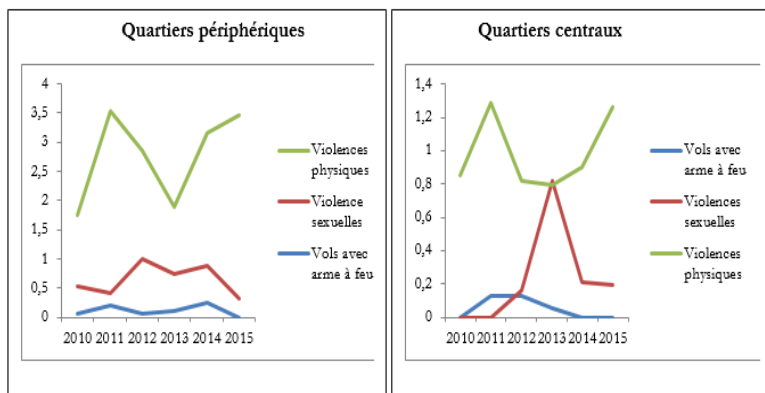 Quartiers périphériques
4
3,5
3
2,5
2
1,5
1
0,5
0
2010 2011 2012 2013 2014 2015
Violences
physiques
Violence
sexuelles
Vols avec
arme à feu
Quartiers centraux
1,4
1,2
1
0,8
0,6
0,4
0,2
0
2010 2011 2012 2013 2014 2015
Vols avec
arme à feu
Violences
sexuelles
Violences
physiques